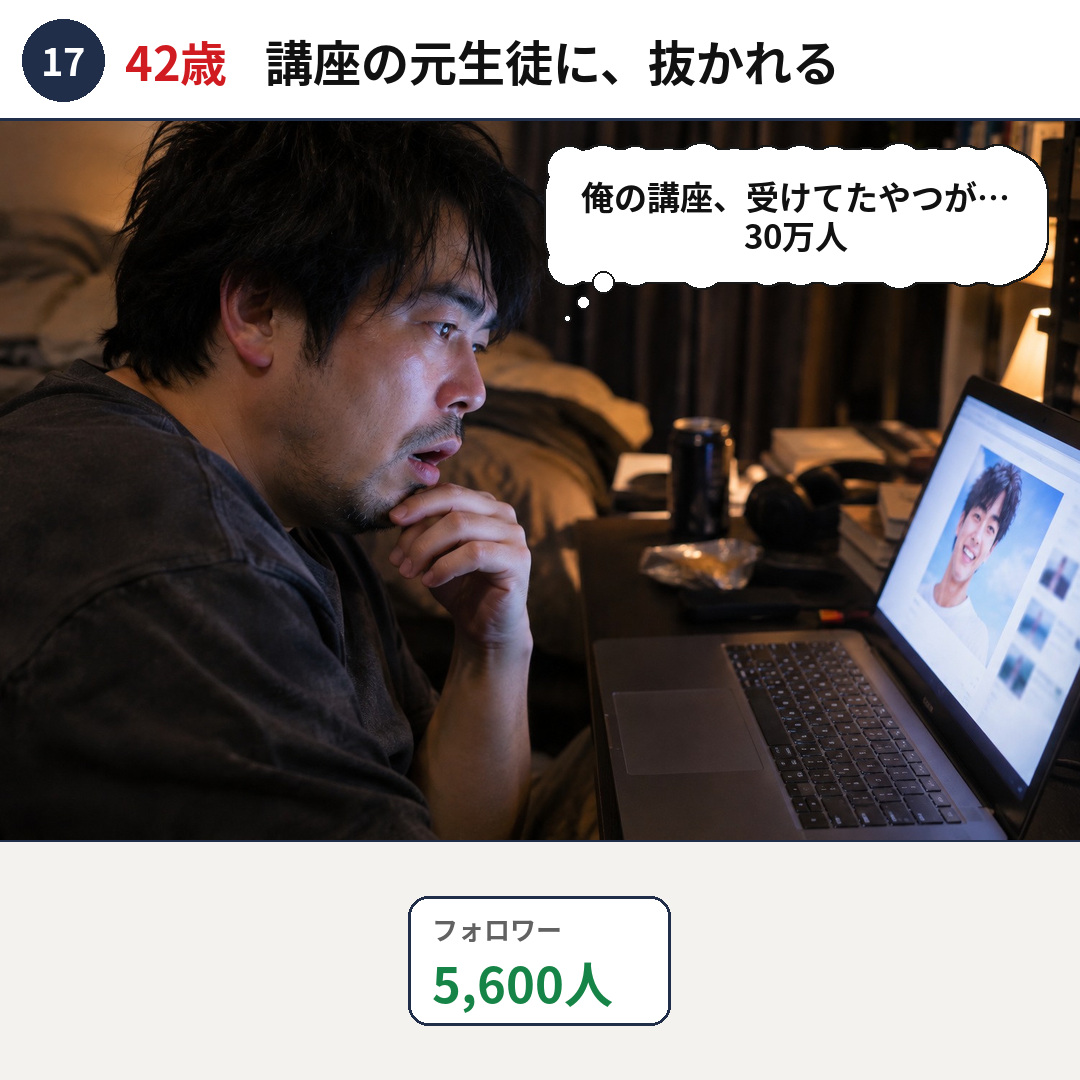 17 42歳 講座の元生徒に、抜かれる
俺の講座、受けてたやつが…
30万人
フォロワー
5,600人